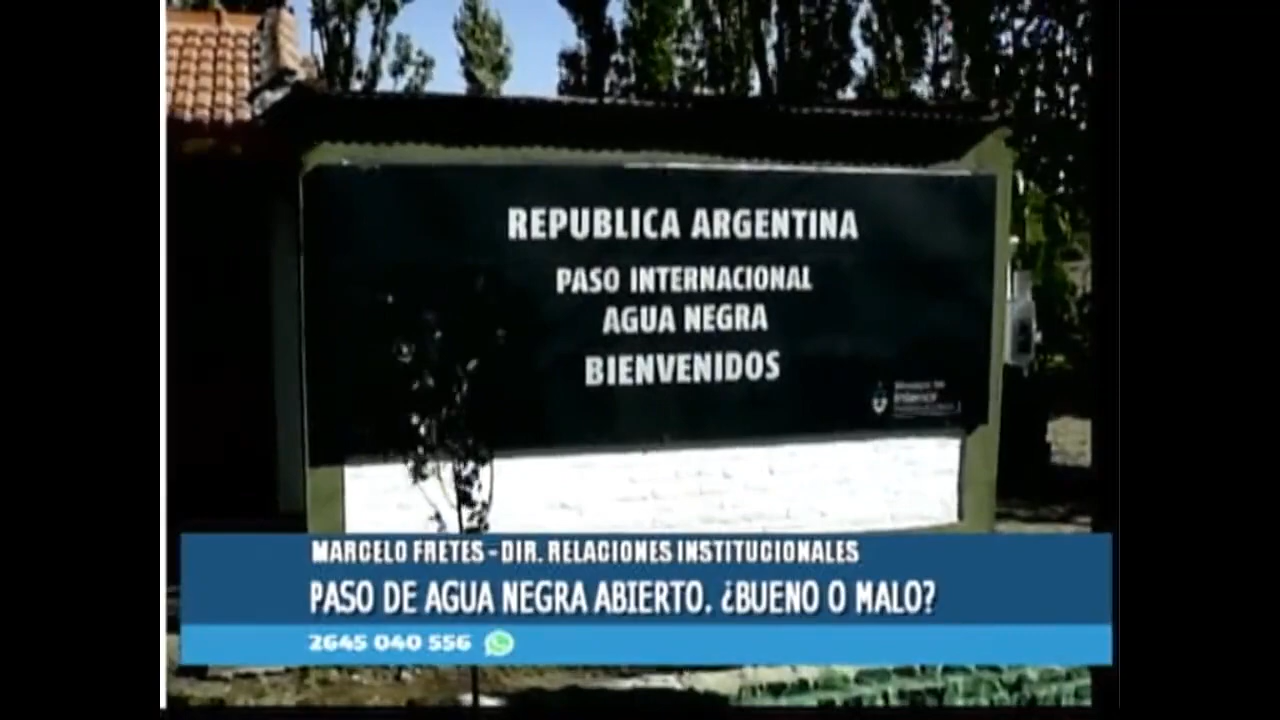 REPUBLICA ARGENTINA
PASO INTERNACIONAL
AGUA NEGRA
BIENVENIDOS
MARCELO FRETES - DIR. RELACIONES INSTITUCIONALES
PASO DE AGUA NEGRA ABIERTO. ¿BUENO O MALO?
2645 040 556